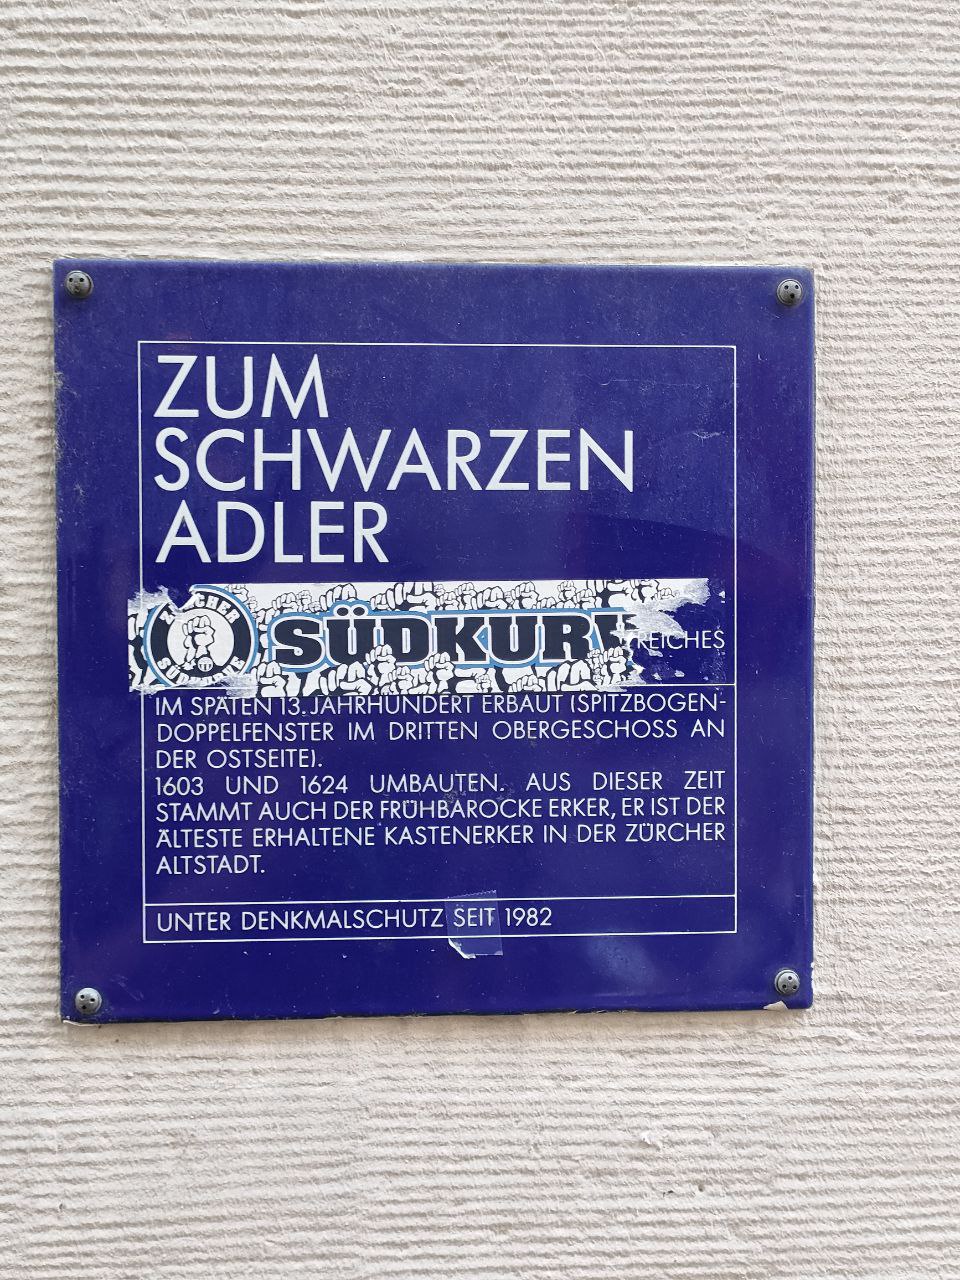 ZUM
SCHWARZEN
ADLER
SÜDKURV
REICHES
IM SPÄTEN 13. JAHRHUNDERT ERBAUT (SPITZBOGEN-
DOPPELFENSTER IM DRITTEN OBERGESCHOSS AN
DER OSTSEITE).
1603 UND 1624 UMBAUTEN. AUS DIESER ZEIT
STAMMT AUCH DER FRÜHBAROCKE ERKER, ER IST DER
ÄLTESTE ERHALTENE KASTENERKER IN DER ZÜRCHER
ALTSTADT.
UNTER DENKMALSCHUTZ SEIT 1982